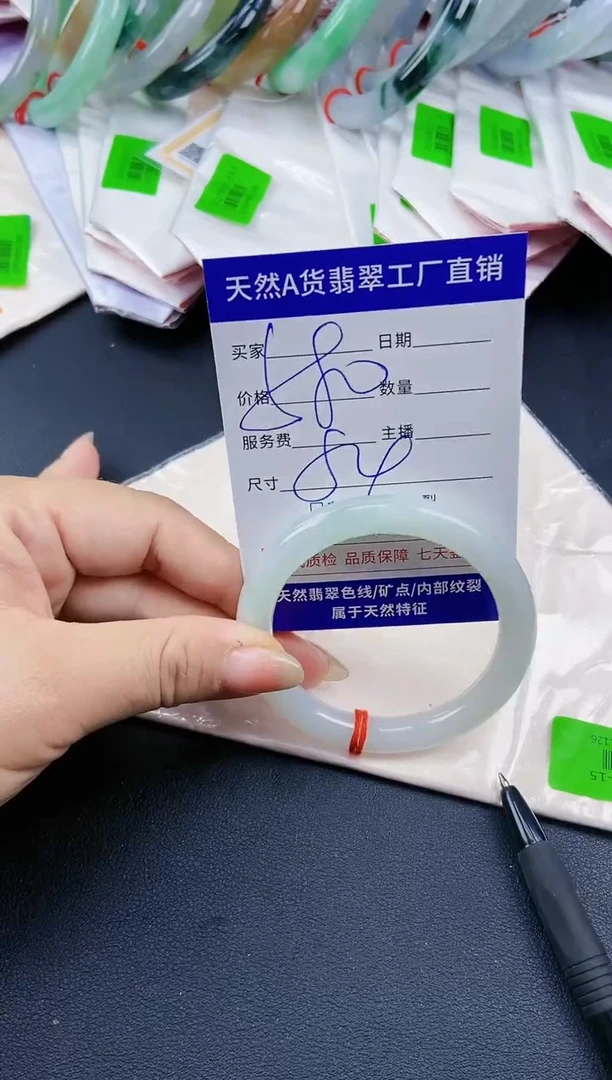 天然A货翡翠工厂直销
买家 日期
价格 数量
服务费 主播
尺寸 54
质检 品质保障 七天
天然翡翠色线/矿点/内部纹裂
属于天然特征